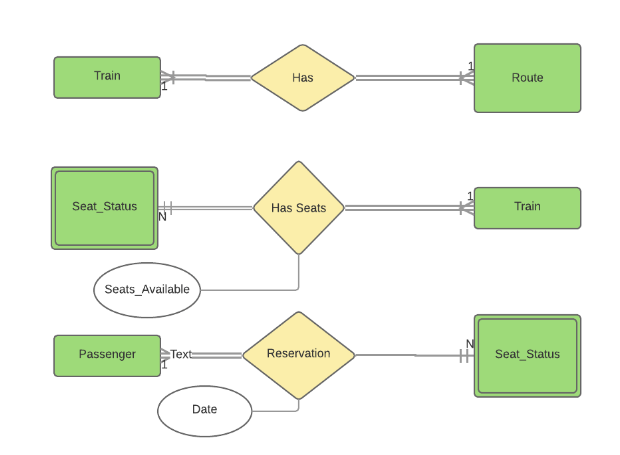 Train
1
Has
1
Route
Seat_Status
N
Has Seats
1
Train
Seats_Available
Passenger
1
Text
Reservation
N
Seat_Status
Date